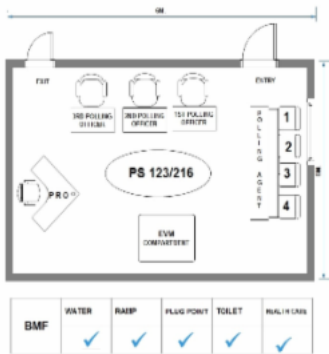 EXIT
ENTRY
3RD POLLING
OFFICER
2ND POLLING
OFFICER
1ST POLLING
OFFICER
POLLING AGENT
1
2
3
4
PRO
PS 123/216
EVM
COMPARTMENT
BMF
WATER
RAMP
PLUG POINT
TOILET
HEALTH CARE